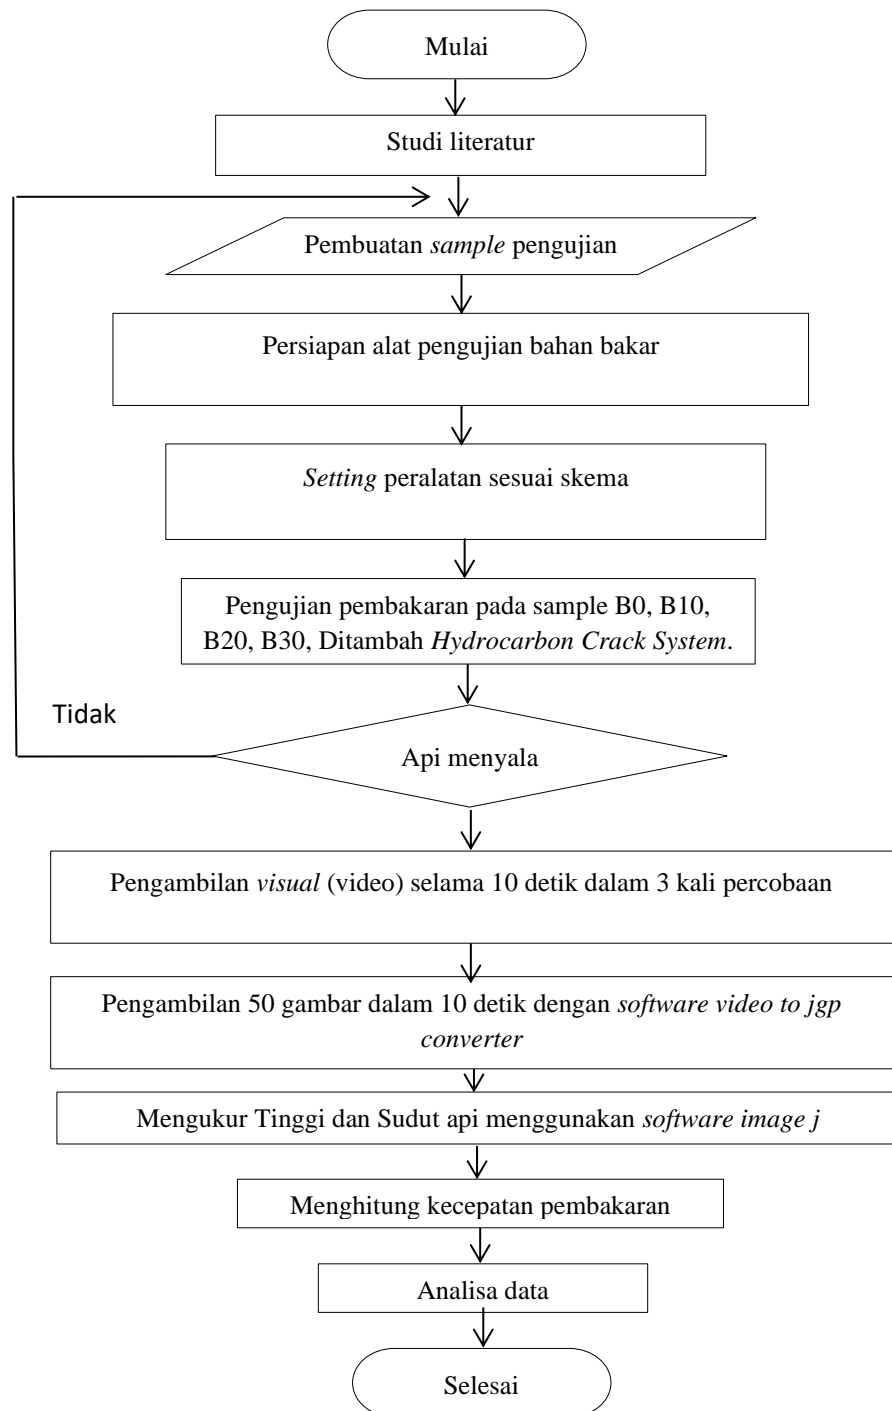 Mulai
Studi literatur
Pembuatan sample pengujian
Persiapan alat pengujian bahan bakar
Setting peralatan sesuai skema
Pengujian pembakaran pada sample B0, B10,
B20, B30, Ditambah Hydrocarbon Crack System.
Tidak
Api menyala
Pengambilan visual (video) selama 10 detik dalam 3 kali percobaan
Pengambilan 50 gambar dalam 10 detik dengan software video to jgp
converter
Mengukur Tinggi dan Sudut api menggunakan software image j
Menghitung kecepatan pembakaran
Analisa data
Selesai